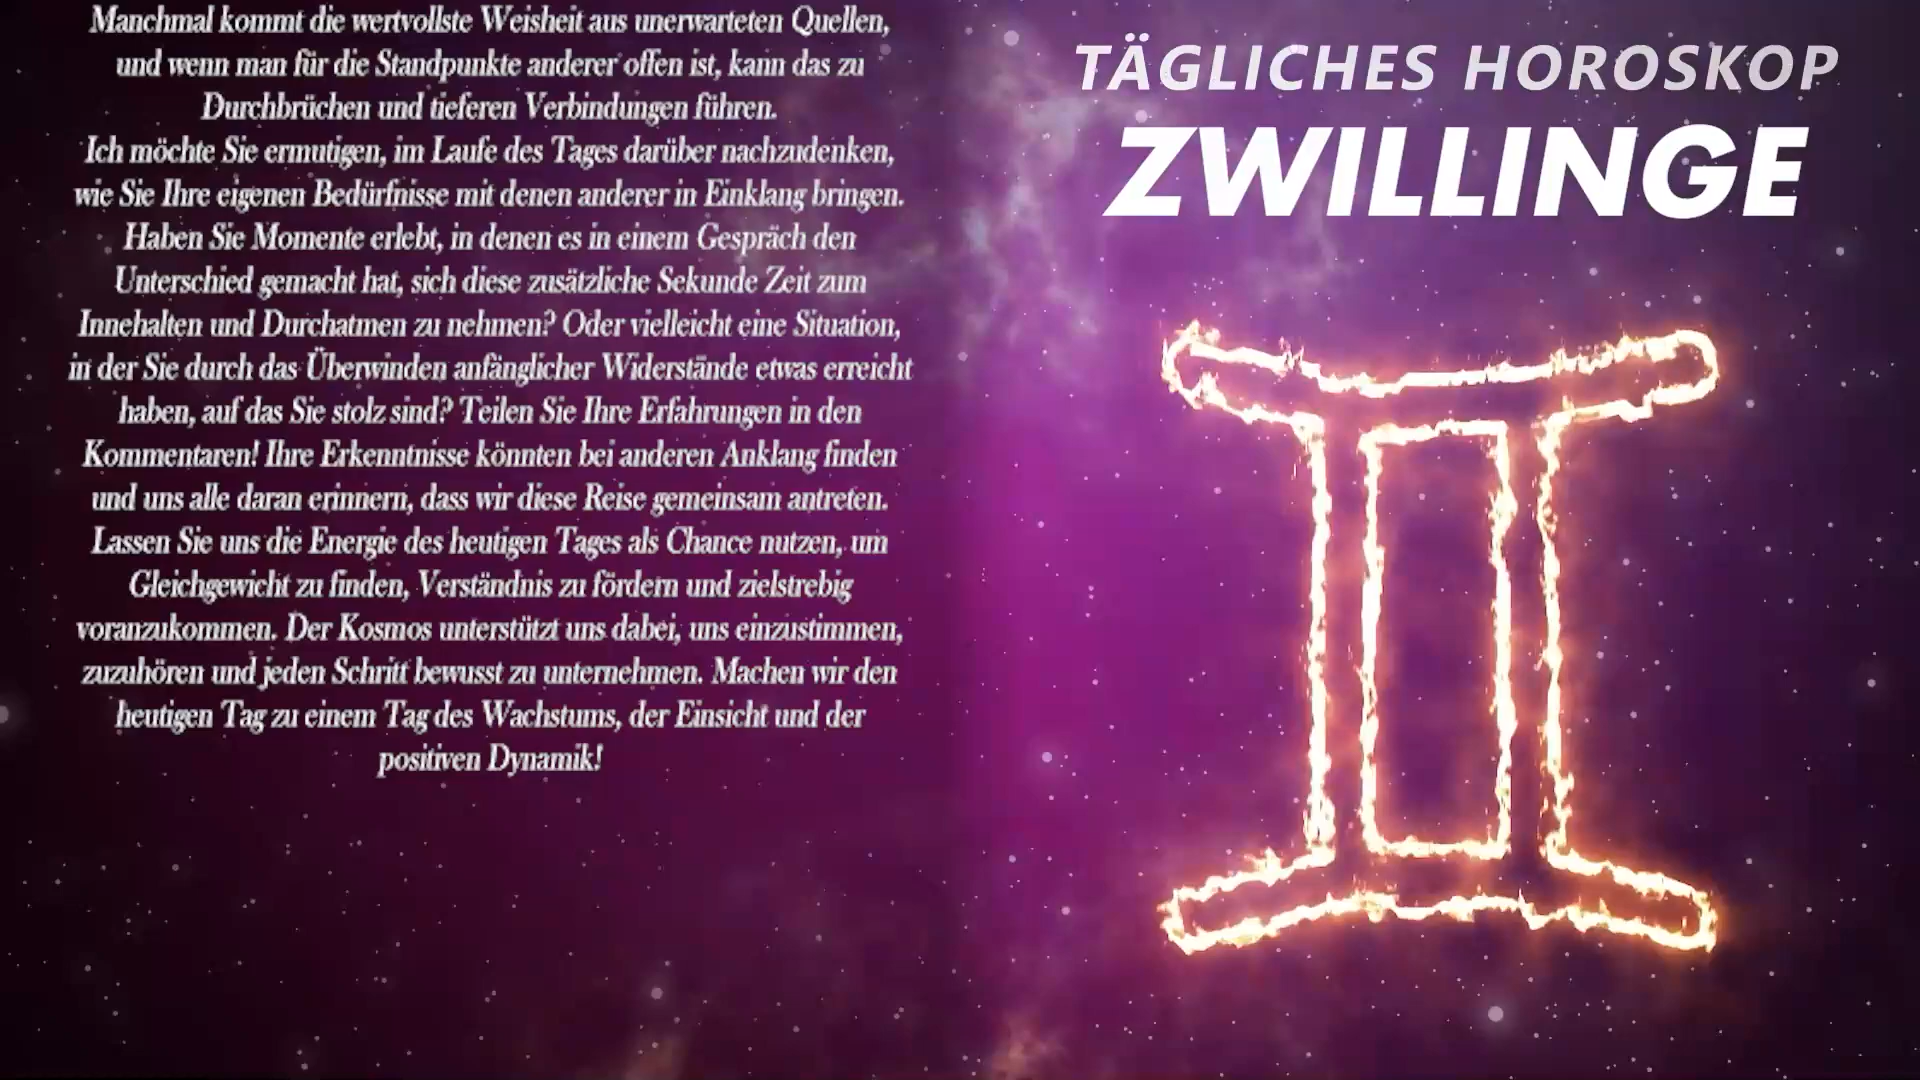 Manchmal kommt die wertvollste Weisheit aus unerwarteten Quellen,
und wenn man für die Standpunkte anderer offen ist, kann das zu
Durchbrüchen und tieferen Verbindungen führen.
Ich möchte Sie ermutigen, im Laufe des Tages darüber nachzudenken,
wie Sie Ihre eigenen Bedürfnisse mit denen anderer in Einklang bringen.
Haben Sie Momente erlebt, in denen es in einem Gespräch den
Unterschied gemacht hat, sich diese zusätzliche Sekunde Zeit zum
Innehalten und Durchatmen zu nehmen? Oder vielleicht eine Situation,
in der Sie durch das Überwinden anfänglicher Widerstände etwas erreicht
haben, auf das Sie stolz sind? Teilen Sie Ihre Erfahrungen in den
Kommentaren! Ihre Erkenntnisse könnten bei anderen Anklang finden
und uns alle daran erinnern, dass wir diese Reise gemeinsam antreten.
Lassen Sie uns die Energie des heutigen Tages als Chance nutzen, um
Gleichgewicht zu finden, Verständnis zu fördern und zielstrebig
voranzukommen. Der Kosmos unterstützt uns dabei, uns einzustimmen,
zuzuhören und jeden Schritt bewusst zu unternehmen. Machen wir den
heutigen Tag zu einem Tag des Wachstums, der Einsicht und der
positiven Dynamik!
TÄGLICHES HOROSKOP
ZWILLINGE